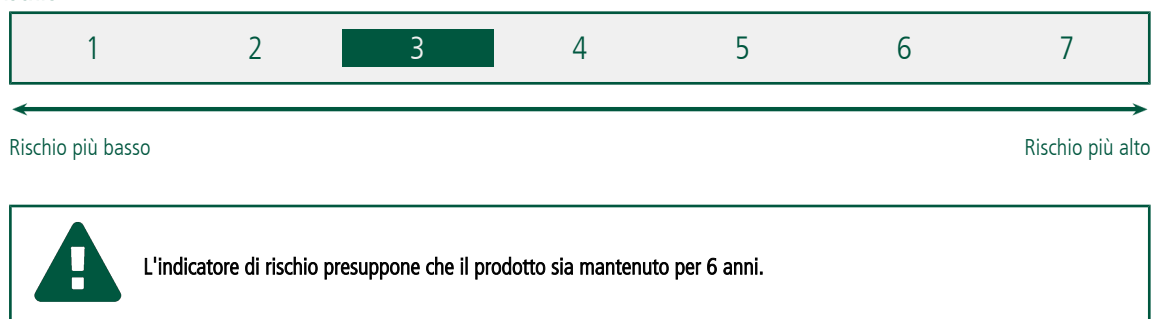 1 2 3 4 5 6 7
Rischio più basso Rischio più alto
L'indicatore di rischio presuppone che il prodotto sia mantenuto per 6 anni.